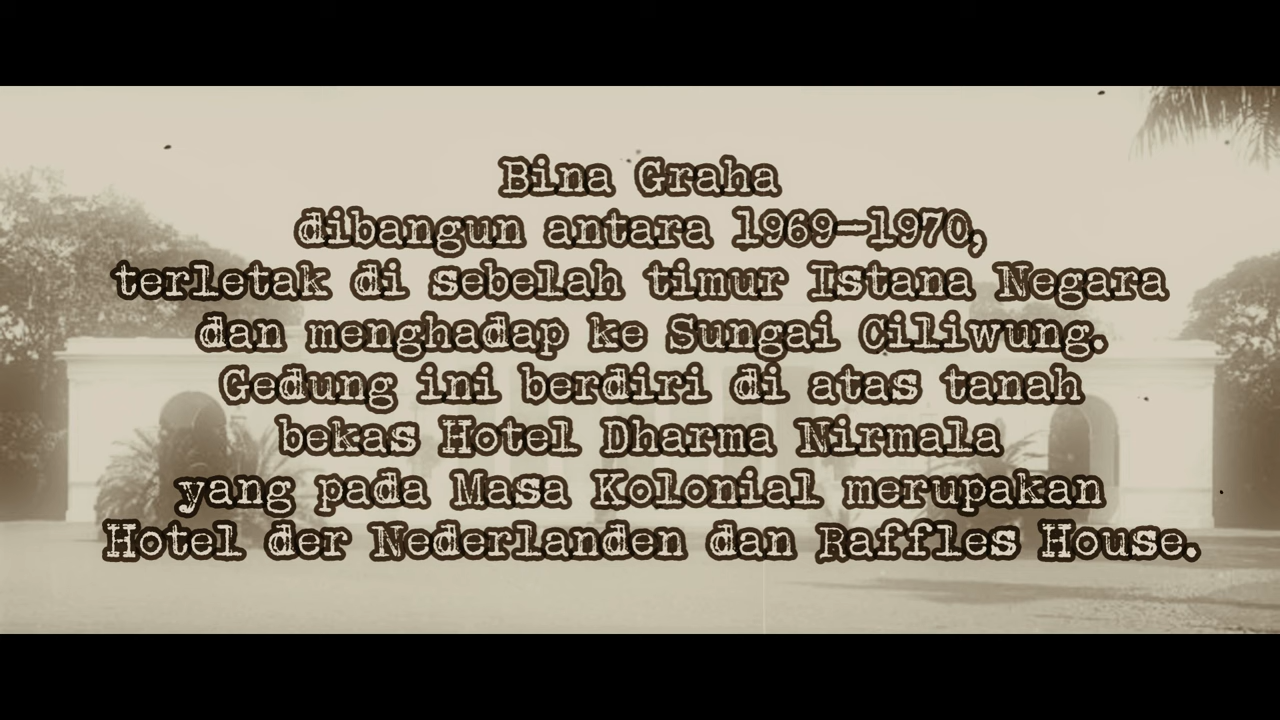 Bina Graha
dibangun antara 1969-1970,
terletak di sebelah timur Istana Negara
dan menghadap ke Sungai Ciliwung.
Gedung ini berdiri di atas tanah
bekas Hotel Dharma Nirmala
yang pada Masa Kolonial merupakan
Hotel der Nederlanden dan Raffles House.